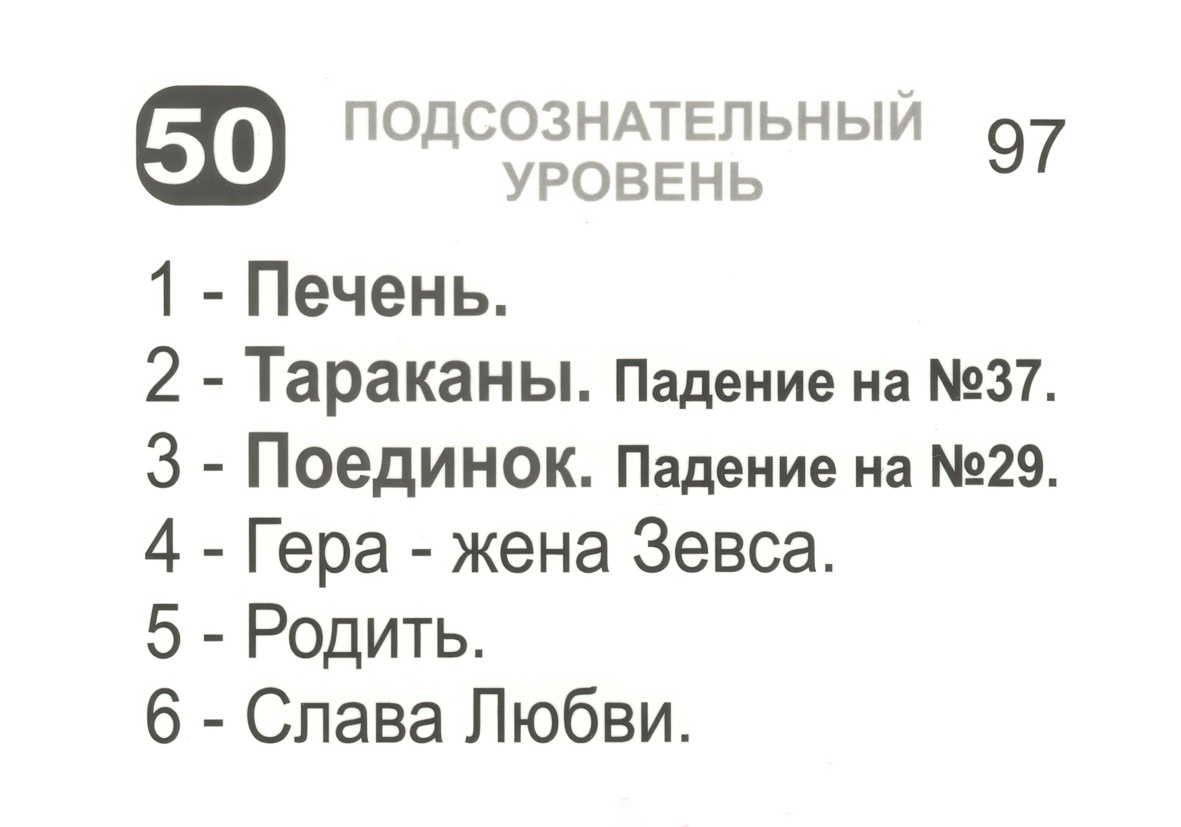 50 ПОДСОЗНАТЕЛЬНЫЙ 97
УРОВЕНЬ
1 - Печень.
2 - Тараканы. Падение на №37.
3 - Поединок. Падение на №29.
4 - Гера - жена Зевса.
5 - Родить.
6 - Слава Любви.